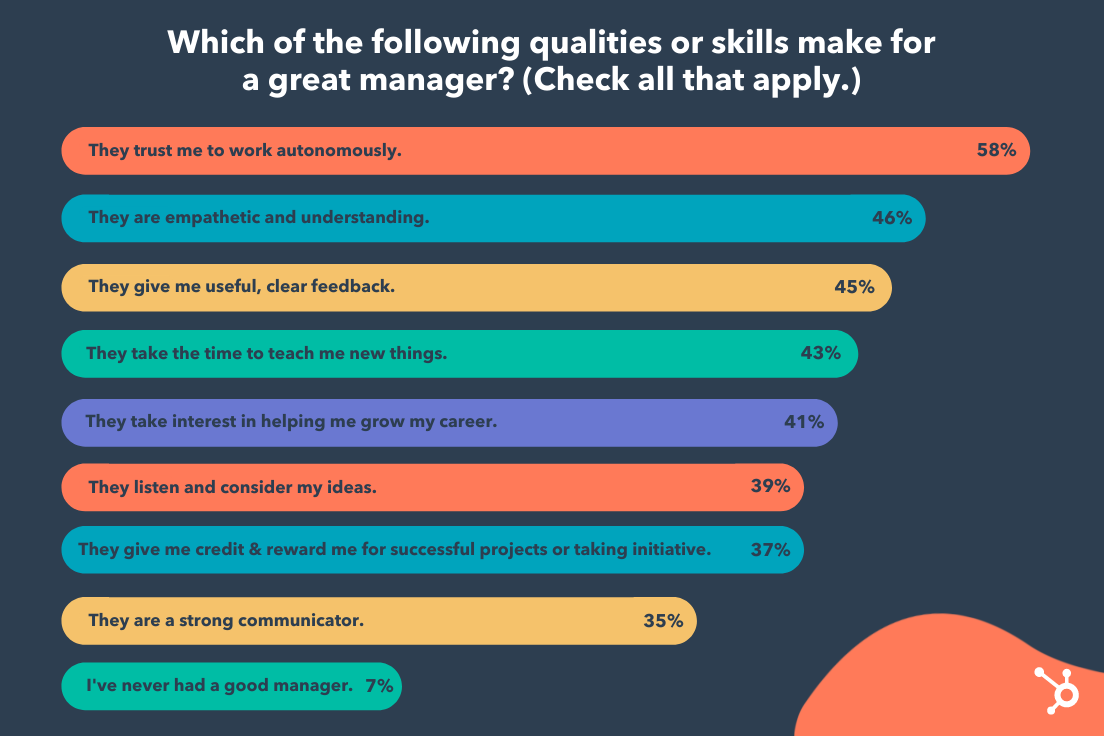 Which of the following qualities or skills make for
a great manager? (Check all that apply.)
They trust me to work autonomously. 58%
They are empathetic and understanding. 46%
They give me useful, clear feedback. 45%
They take the time to teach me new things. 43%
They take interest in helping me grow my career. 41%
They listen and consider my ideas. 39%
They give me credit & reward me for successful projects or taking initiative. 37%
They are a strong communicator. 35%
I've never had a good manager. 7%